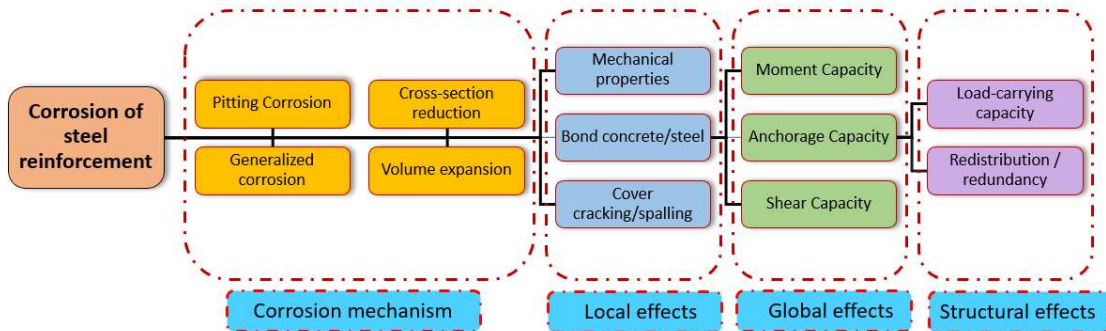 Corrosion of
steel
reinforcement
Pitting Corrosion
Generalized
corrosion
Cross-section
reduction
Volume expansion
Mechanical
properties
Bond concrete/steel
Cover
cracking/spalling
Moment Capacity
Anchorage Capacity
Shear Capacity
Load-carrying
capacity
Redistribution /
redundancy
Corrosion mechanism
Local effects
Global effects
Structural effects